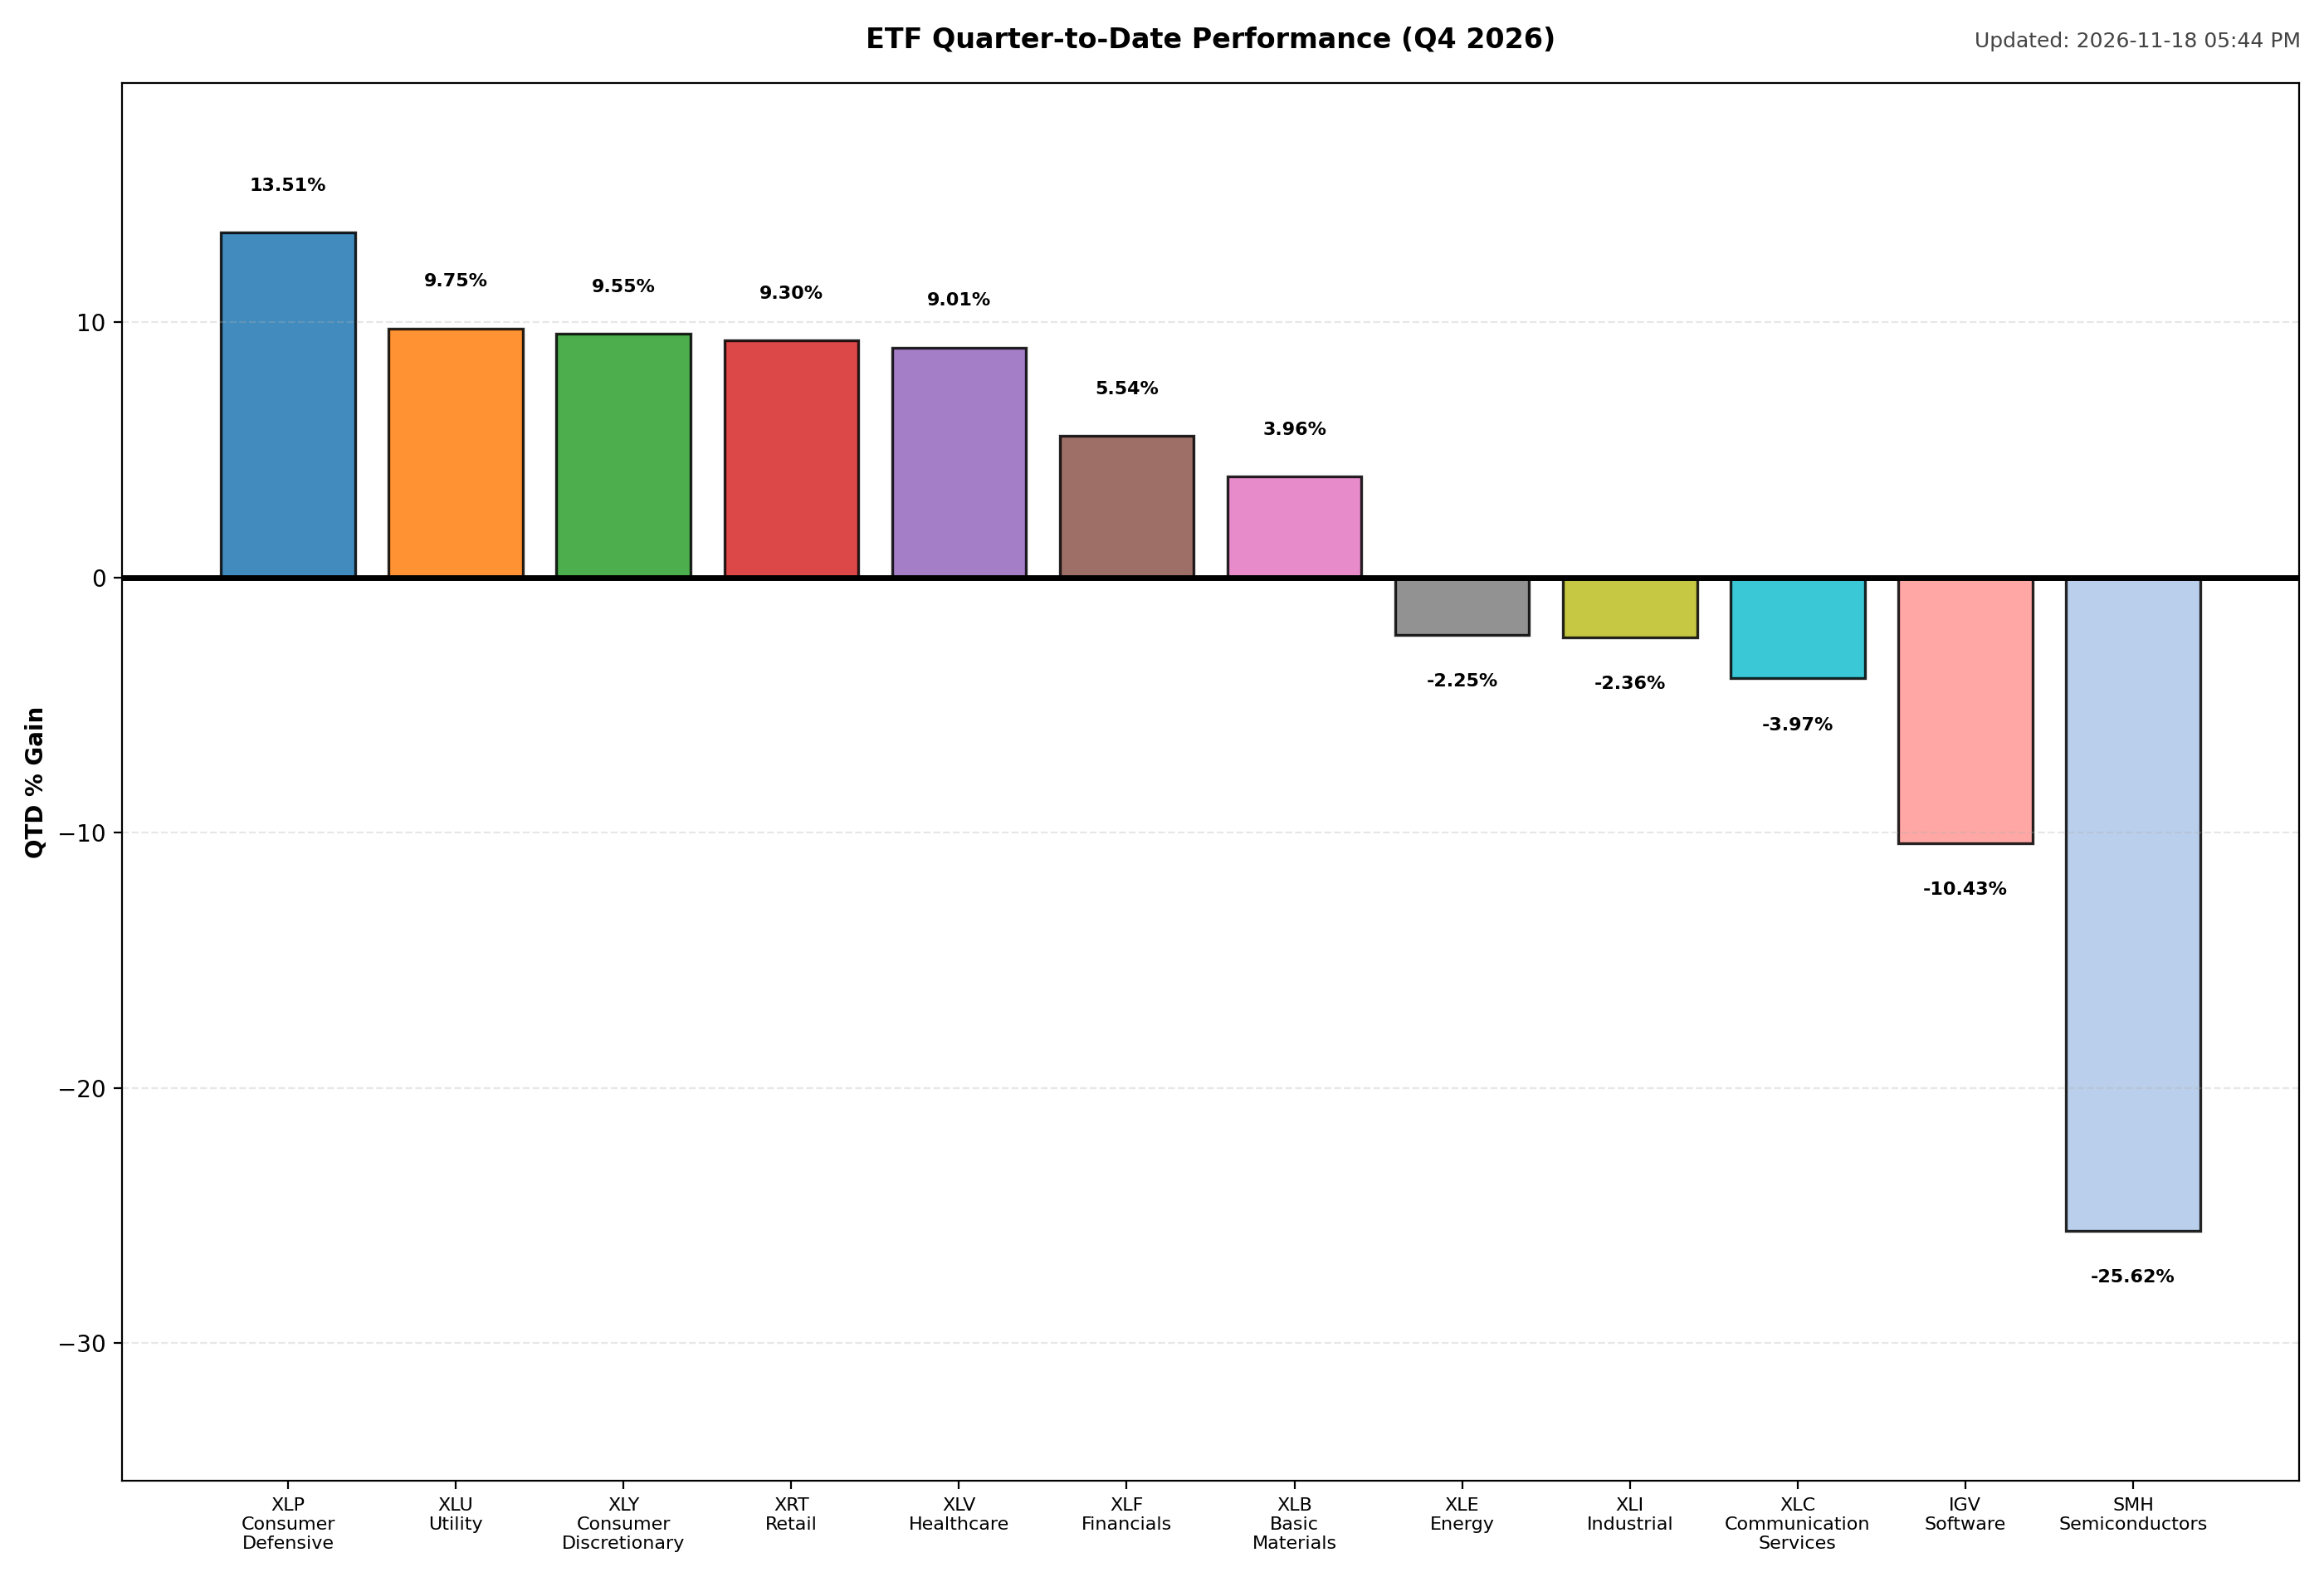 ETF Quarter-to-Date Performance (Q4 2026)
Updated: 2026-11-18 05:44 PM
QTD % Gain
10
0
−10
−20
−30
13.51%
9.75%
9.55%
9.30%
9.01%
5.54%
3.96%
-2.25%
-2.36%
-3.97%
-10.43%
-25.62%
XLP
Consumer
Defensive
XLU
Utility
XLY
Consumer
Discretionary
XRT
Retail
XLV
Healthcare
XLF
Financials
XLB
Basic
Materials
XLE
Energy
XLI
Industrial
XLC
Communication
Services
IGV
Software
SMH
Semiconductors